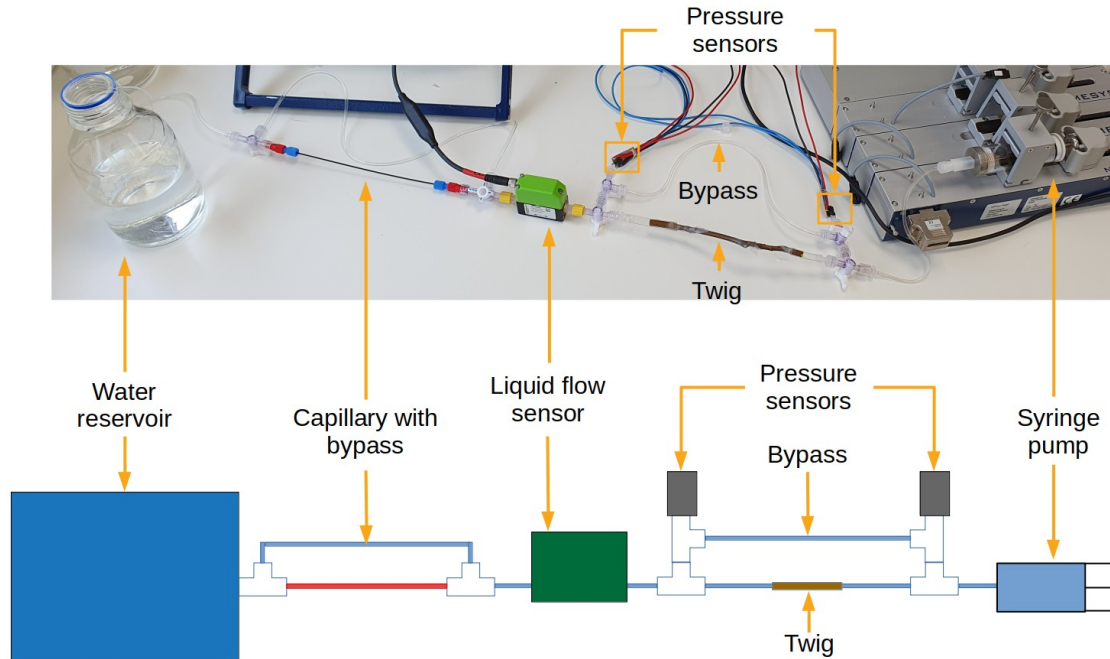 Pressure
sensors
Bypass
Twig
Water
reservoir
Capillary with
bypass
Liquid flow
sensor
Pressure
sensors
Bypass
Syringe
pump
Twig